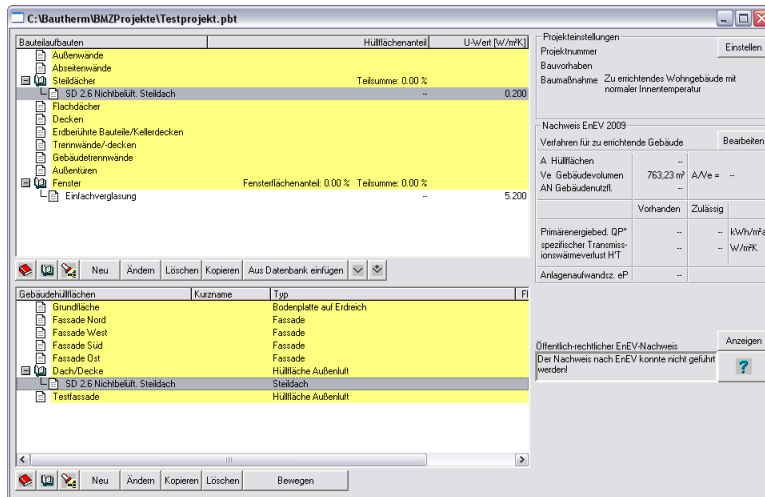 C:\Bautherm\BMZProjekte\Testprojekt.pbt
Bauteilaufbauten Hüllflächenanteil U-Wert [W/m²K]
Außenwände
Abseitenwände
Steildächer Teilsumme: 0.00 %
SD 2.6 Nichtbelüft. Steildach -- 0.200
Flachdächer
Decken
Erdberührte Bauteile/Kellerdecken
Trennwände/-decken
Gebäudetrennwände
Außentüren
Fenster Fensterflächenanteil: 0.00 % Teilsumme: 0.00 %
Einfachverglasung -- 5.200
Neu Ändern Löschen Kopieren Aus Datenbank einfügen
Gebäudehüllflächen Kurzname Typ Fl
Grundfläche Bodenplatte auf Erdreich
Fassade Nord Fassade
Fassade West Fassade
Fassade Süd Fassade
Fassade Ost Fassade
Dach/Decke Hüllfläche Außenluft
SD 2.6 Nichtbelüft. Steildach Steildach
Testfassade Hüllfläche Außenluft
Neu Ändern Kopieren Löschen Bewegen
Projekteinstellungen
Einstellen
Projektnummer
Bauvorhaben
Baumaßnahme Zu errichtendes Wohngebäude mit
normaler Innentemperatur
Nachweis EnEV 2009
Verfahren für zu errichtende Gebäude Bearbeiten
A Hüllflächen --
Ve Gebäudevolumen 763,23 m³ A/Ve = --
AN Gebäudenutzfl. --
Vorhanden Zulässig
Primärenergiebed. QP" -- -- kWh/m²a
spezifischer Transmiss-
ionswärmeverlust H'T -- -- W/m²K
Anlagenaufwandsz. eP --
Anzeigen
Öffentlich-rechtlicher EnEV-Nachweis
Der Nachweis nach EnEV konnte nicht geführt
werden!
?